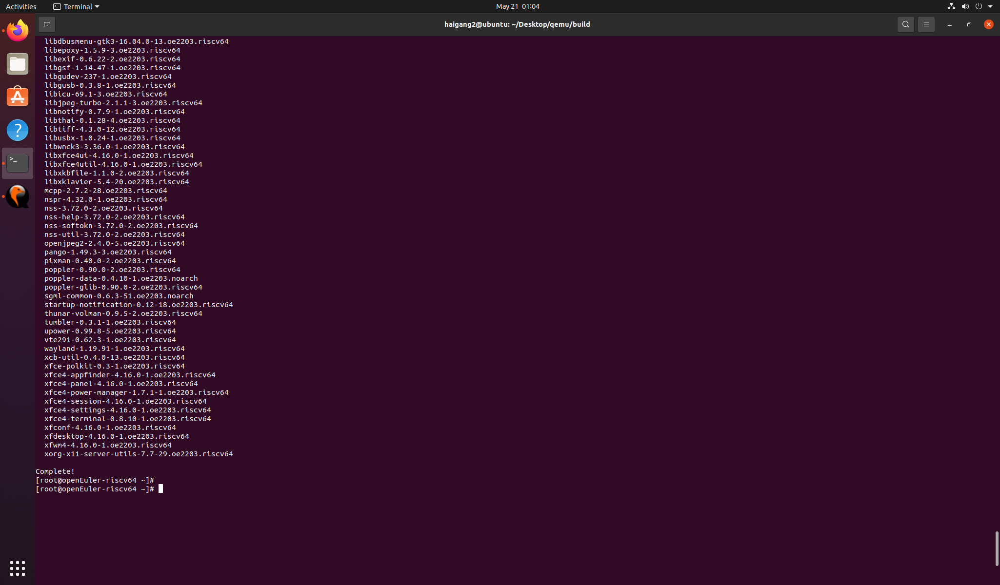 Activities
Terminal
May 21 01:04
haigang2@ubuntu: ~/Desktop/qemu/build
libdbusmenu-gtk3-16.04.0-13.oe2203.riscv64
libepoxy-1.5.9-3.oe2203.riscv64
libexif-0.6.22-2.oe2203.riscv64
libgsf-1.14.47-1.oe2203.riscv64
libgudev-237-1.oe2203.riscv64
libgusb-0.3.8-1.oe2203.riscv64
libicu-69.1-3.oe2203.riscv64
libjpeg-turbo-2.1.1-3.oe2203.riscv64
libnotify-0.7.9-1.oe2203.riscv64
libthai-0.1.28-4.oe2203.riscv64
libtiff-4.3.0-12.oe2203.riscv64
libusbx-1.0.24-1.oe2203.riscv64
libwnck3-3.36.0-1.oe2203.riscv64
libxfce4ui-4.16.0-1.oe2203.riscv64
libxfce4util-4.16.0-1.oe2203.riscv64
libxkbfile-1.1.0-2.oe2203.riscv64
libxklavier-5.4-20.oe2203.riscv64
mcpp-2.7.2-28.oe2203.riscv64
nspr-4.32.0-1.oe2203.riscv64
nss-3.72.0-2.oe2203.riscv64
nss-help-3.72.0-2.oe2203.riscv64
nss-softokn-3.72.0-2.oe2203.riscv64
nss-util-3.72.0-2.oe2203.riscv64
openjpeg2-2.4.0-5.oe2203.riscv64
pango-1.49.3-3.oe2203.riscv64
pixman-0.40.0-2.oe2203.riscv64
poppler-0.90.0-2.oe2203.riscv64
poppler-data-0.4.10-1.oe2203.noarch
poppler-glib-0.90.0-2.oe2203.riscv64
sgml-common-0.6.3-51.oe2203.noarch
startup-notification-0.12-18.oe2203.riscv64
thunar-volman-0.9.5-2.oe2203.riscv64
tumbler-0.3.1-1.oe2203.riscv64
upower-0.99.8-5.oe2203.riscv64
vte291-0.62.3-1.oe2203.riscv64
wayland-1.19.91-1.oe2203.riscv64
xcb-util-0.4.0-13.oe2203.riscv64
xfce-polkit-0.3-1.oe2203.riscv64
xfce4-appfinder-4.16.0-1.oe2203.riscv64
xfce4-panel-4.16.0-1.oe2203.riscv64
xfce4-power-manager-1.7.1-1.oe2203.riscv64
xfce4-session-4.16.0-1.oe2203.riscv64
xfce4-settings-4.16.0-1.oe2203.riscv64
xfce4-terminal-0.8.10-1.oe2203.riscv64
xfconf-4.16.0-1.oe2203.riscv64
xfdesktop-4.16.0-1.oe2203.riscv64
xfwm4-4.16.0-1.oe2203.riscv64
xorg-x11-server-utils-7.7-29.oe2203.riscv64
Complete!
[root@openEuler-riscv64 ~]#
[root@openEuler-riscv64 ~]#